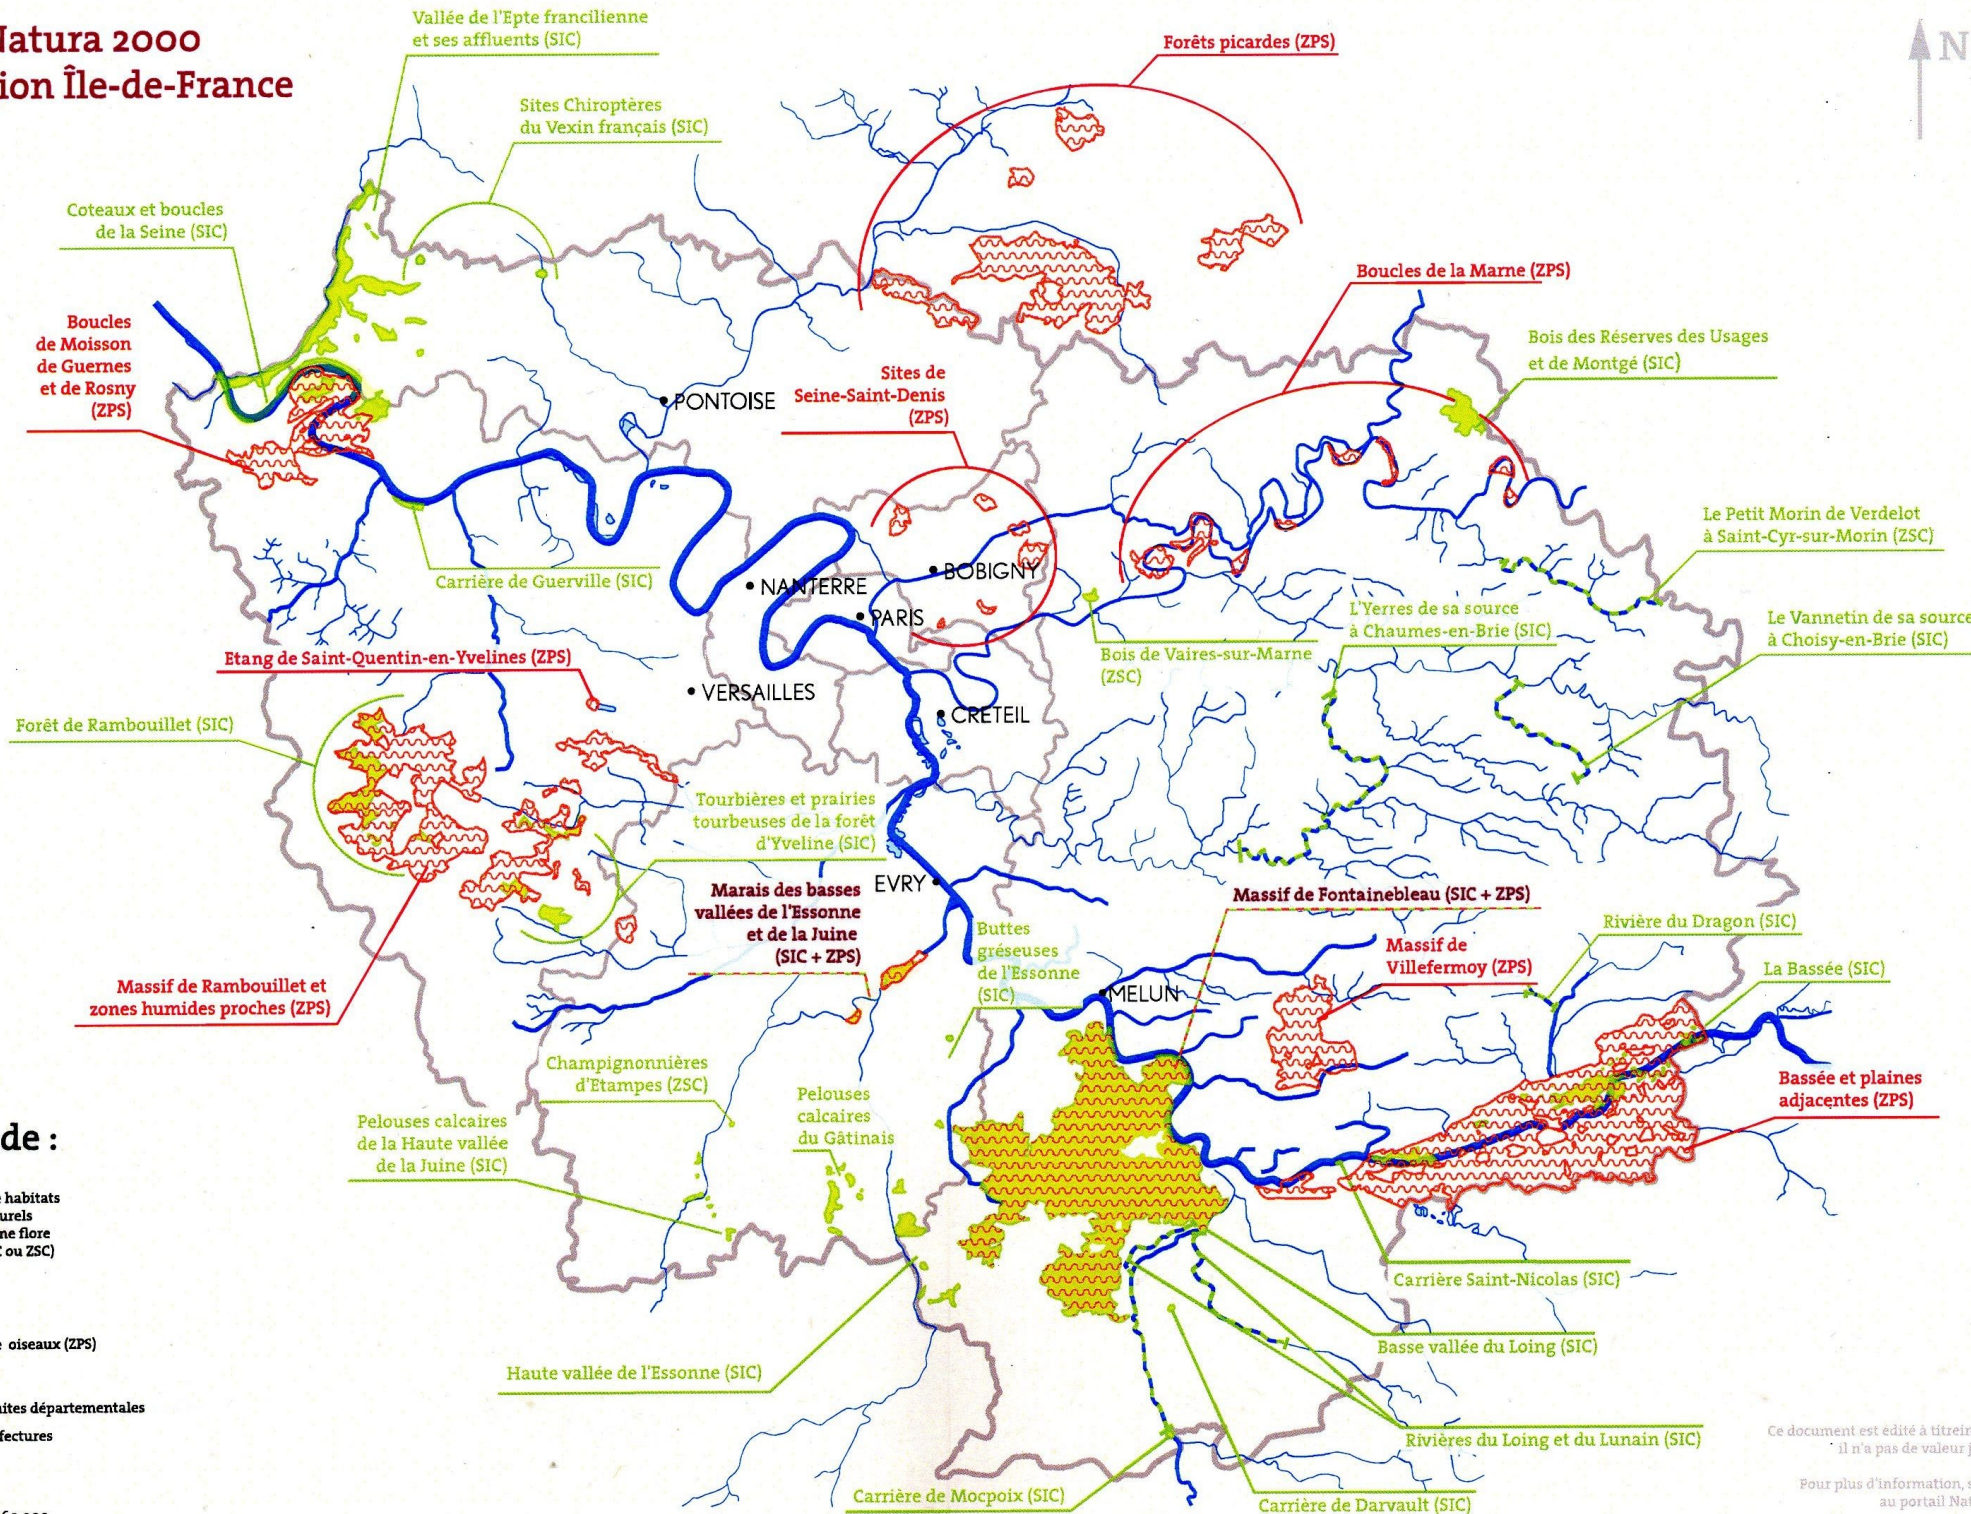 Natura 2000
ion Île-de-France
Vallée de l'Epte francilienne
et ses affluents (SIC)
Forêts picardes (ZPS)
N
Sites Chiroptères
du Vexin français (SIC)
Coteaux et boucles
de la Seine (SIC)
Boucles de la Marne (ZPS)
Boucles
de Moisson
de Guernes
et de Rosny
(ZPS)
Bois des Réserves des Usages
et de Montgé (SIC)
Sites de
Seine-Saint-Denis
(ZPS)
PONTOISE
Le Petit Morin de Verdelot
à Saint-Cyr-sur-Morin (ZSC)
Carrière de Guerville (SIC)
NANTERRE
BOBIGNY
PARIS
L'Yerres de sa source
à Chaumes-en-Brie (SIC)
Le Vannetin de sa source
à Choisy-en-Brie (SIC)
Bois de Vaires-sur-Marne
(ZSC)
Etang de Saint-Quentin-en-Yvelines (ZPS)
VERSAILLES
CRETEIL
Forêt de Rambouillet (SIC)
Tourbières et prairies
tourbeuses de la forêt
d'Yveline (SIC)
EVRY
Marais des basses
vallées de l'Essonne
et de la Juine
(SIC + ZPS)
Massif de Fontainebleau (SIC + ZPS)
Rivière du Dragon (SIC)
Buttes
gréseuses
de l'Essonne
(SIC)
Massif de
Villefermoy (ZPS)
La Bassée (SIC)
Massif de Rambouillet et
zones humides proches (ZPS)
MELUN
Champignonnières
d'Etampes (ZSC)
Bassée et plaines
adjacentes (ZPS)
Pelouses
calcaires
du Gâtinais
Pelouses calcaires
de la Haute vallée
de la Juine (SIC)
de :
habitats
urels
ne flore
ou ZSC)
Carrière Saint-Nicolas (SIC)
oiseaux (ZPS)
Basse vallée du Loing (SIC)
Haute vallée de l'Essonne (SIC)
ites départementales
fectures
Rivières du Loing et du Lunain (SIC)
Carrière de Mocpoix (SIC)
Carrière de Darvault (SIC)
Ce document est édité à titre
il n'a pas de valeur
Pour plus d'information,
au portail Nat